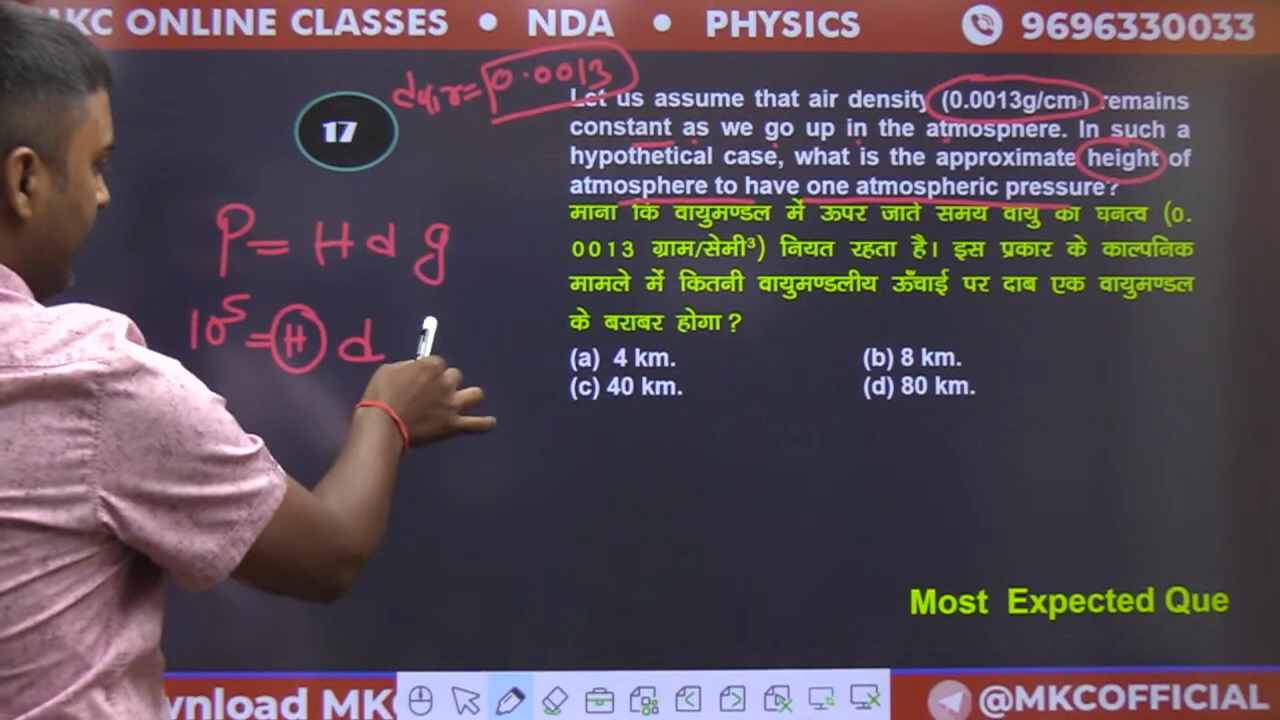 MKC ONLINE CLASSES • NDA • PHYSICS 9696330033
dair = 0.0013
17
Let us assume that air density (0.0013g/cm³) remains
constant as we go up in the atmospnere. In such a
hypothetical case, what is the approximate height of
atmosphere to have one atmospheric pressure?
माना कि वायुमण्डल में ऊपर जाते समय वायु का घनत्व (0.
0013 ग्राम/सेमी³) नियत रहता है। इस प्रकार के काल्पनिक
मामले में कितनी वायुमण्डलीय ऊँचाई पर दाब एक वायुमण्डल
के बराबर होगा ?
(a) 4 km. (b) 8 km.
(c) 40 km. (d) 80 km.
P = H d g
10⁵ = H d
Most Expected Que
wnload MK
@MKCOFFICIAL